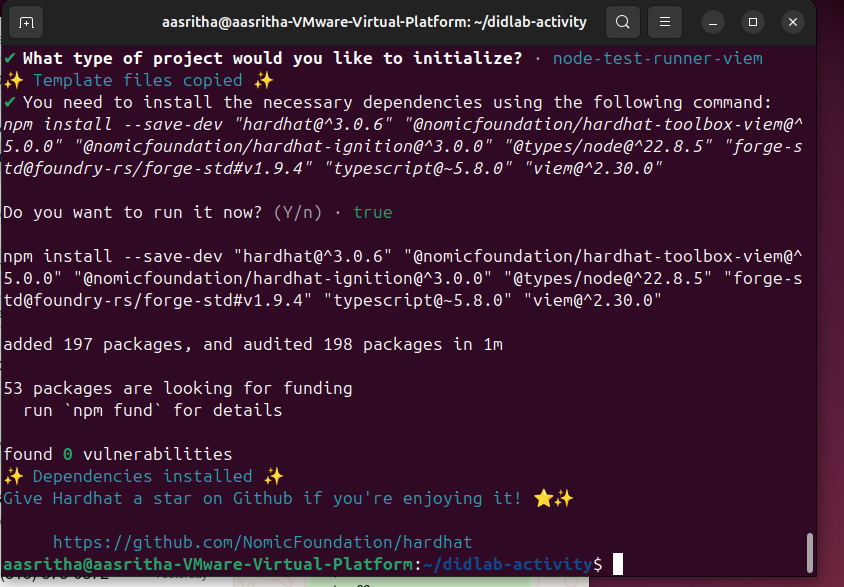 aasritha@aasritha-VMware-Virtual-Platform: ~/didlab-activity
✔ What type of project would you like to initialize? · node-test-runner-viem
✨ Template files copied ✨
✔ You need to install the necessary dependencies using the following command:
npm install --save-dev "hardhat@^3.0.6" "@nomicfoundation/hardhat-toolbox-viem@^
5.0.0" "@nomicfoundation/hardhat-ignition@^3.0.0" "@types/node@^22.8.5" "forge-s
td@foundry-rs/forge-std#v1.9.4" "typescript@~5.8.0" "viem@^2.30.0"
Do you want to run it now? (Y/n) · true
npm install --save-dev "hardhat@^3.0.6" "@nomicfoundation/hardhat-toolbox-viem@^
5.0.0" "@nomicfoundation/hardhat-ignition@^3.0.0" "@types/node@^22.8.5" "forge-s
td@foundry-rs/forge-std#v1.9.4" "typescript@~5.8.0" "viem@^2.30.0"
added 197 packages, and audited 198 packages in 1m
53 packages are looking for funding
run `npm fund` for details
found 0 vulnerabilities
✨ Dependencies installed ✨
Give Hardhat a star on Github if you're enjoying it! ⭐✨
https://github.com/NomicFoundation/hardhat
aasritha@aasritha-VMware-Virtual-Platform:~/didlab-activity$